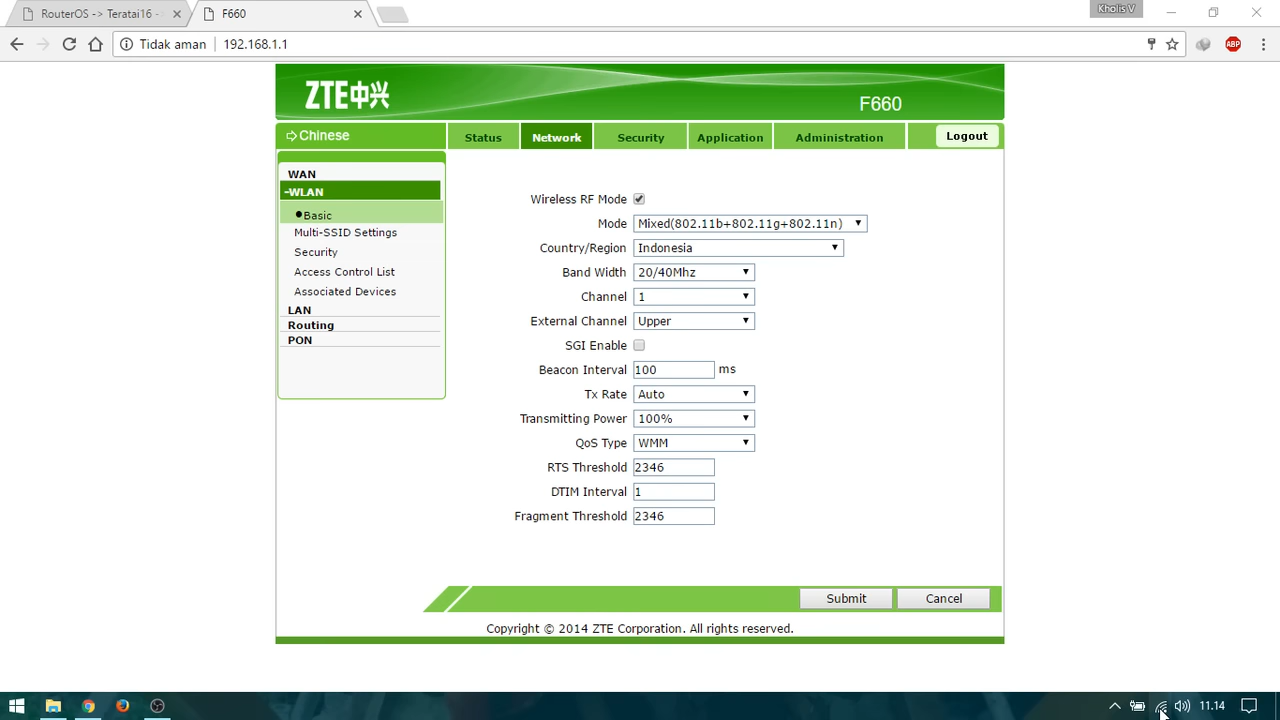 RouterOS -> Teratai16 -
F660
Kholis V
Tidak aman
192.168.1.1
ABP
ZTE中兴
F660
Chinese
Status
Network
Security
Application
Administration
Logout
WAN
-WLAN
Basic
Multi-SSID Settings
Security
Access Control List
Associated Devices
LAN
Routing
PON
Wireless RF Mode
Mode Mixed(802.11b+802.11g+802.11n)
Country/Region Indonesia
Band Width 20/40Mhz
Channel 1
External Channel Upper
SGI Enable
Beacon Interval 100 ms
Tx Rate Auto
Transmitting Power 100%
QoS Type WMM
RTS Threshold 2346
DTIM Interval 1
Fragment Threshold 2346
Submit
Cancel
Copyright © 2014 ZTE Corporation. All rights reserved.
11.14